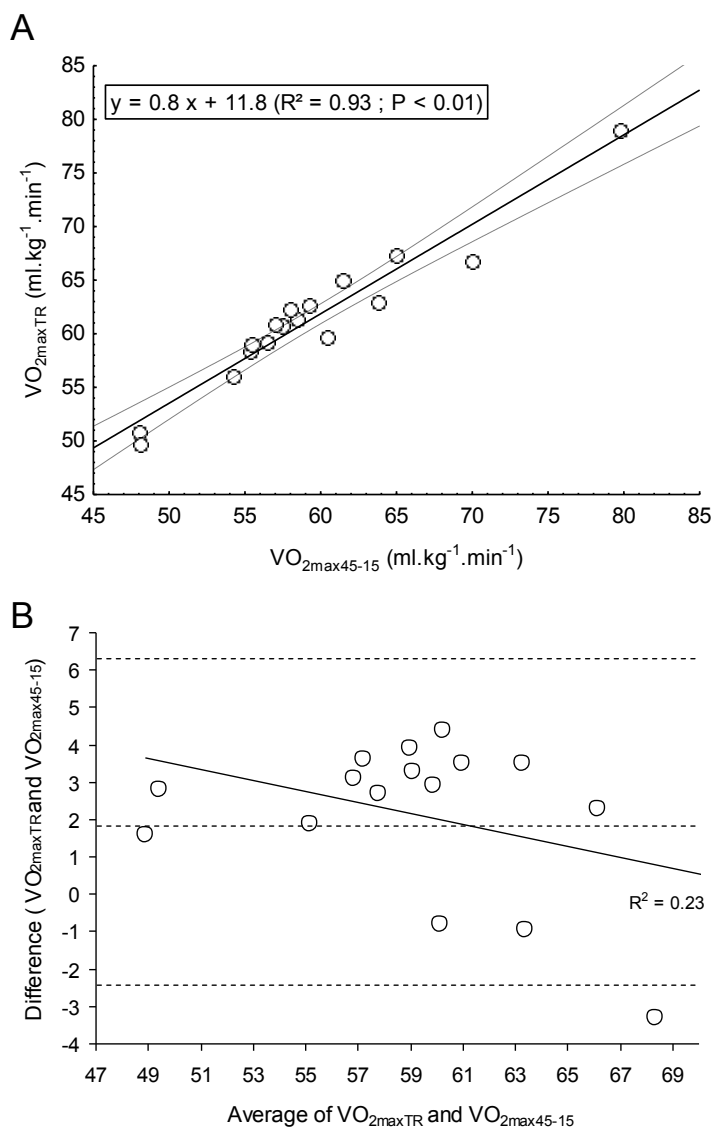 A
y = 0.8 x + 11.8 (R² = 0.93 ; P < 0.01)
VO2maxTR (ml.kg-1.min-1)
85
80
75
70
65
60
55
50
45
45 50 55 60 65 70 75 80 85
VO2max45-15 (ml.kg-1.min-1)
B
Difference ( VO2maxTR and VO2max45-15)
7
6
5
4
3
2
1
0
-1
-2
-3
-4
R2 = 0.23
47 49 51 53 55 57 59 61 63 65 67 69
Average of VO2maxTR and VO2max45-15